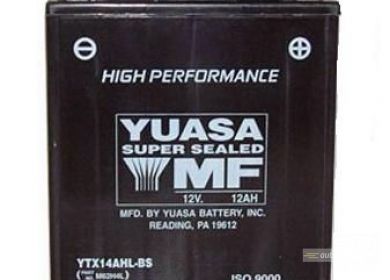 HIGH PERFORMANCE
YUASA
SUPER SEALED
MF
12V. 12AH
MFD. BY YUASA BATTERY, INC.
READING, PA 19612
YTX14AHL-BS
ISO 9000